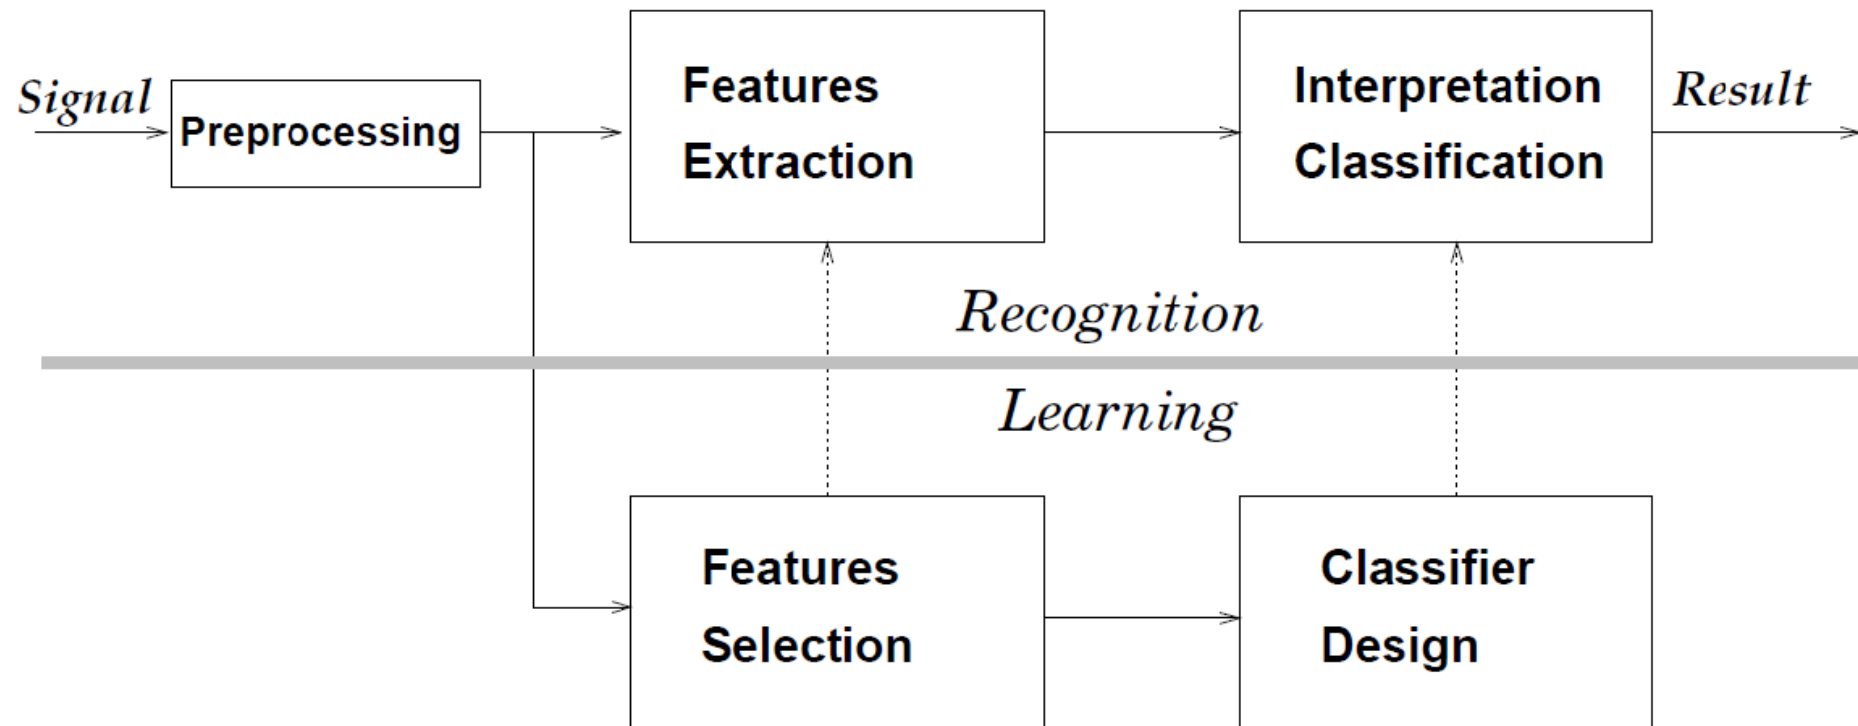 Signal
Preprocessing
Features
Extraction
Interpretation
Classification
Result
Recognition
Learning
Features
Selection
Classifier
Design